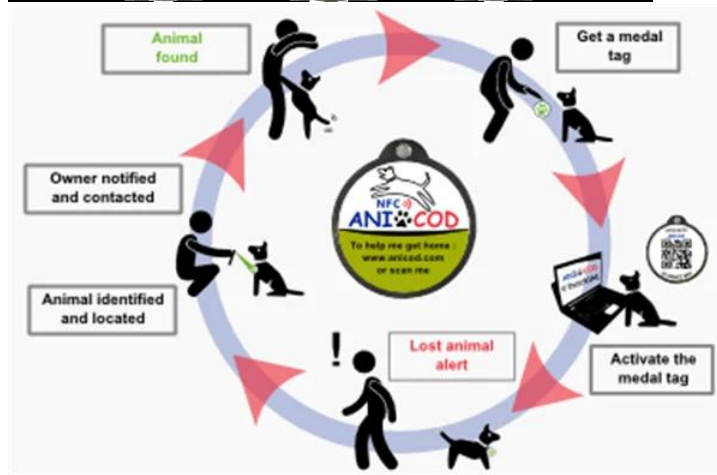 Animal
found
Get a medal
tag
Owner notified
and contacted
NFC
ANI COD
To help me get home :
www.anicod.com
or scan me
Animal identified
and located
!
Lost animal
alert
Activate the
medal tag